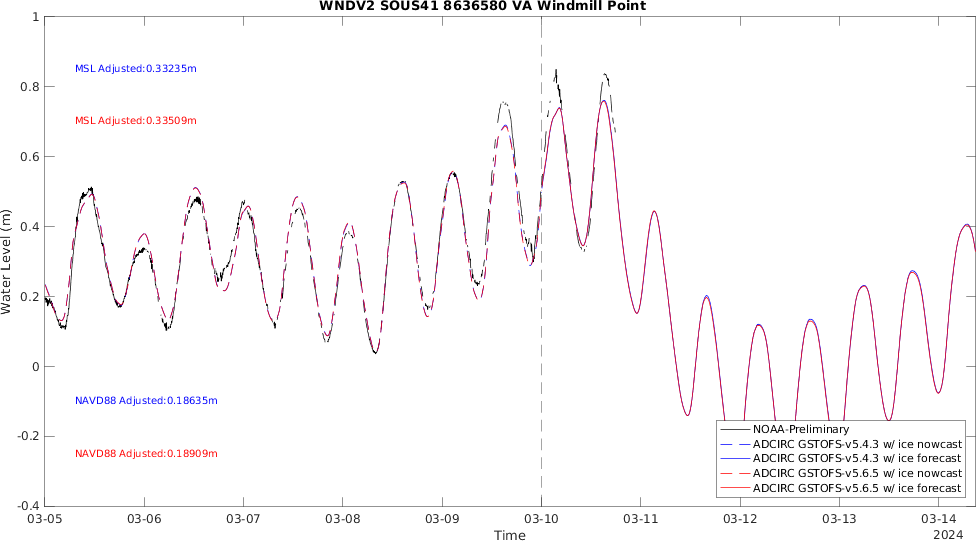 WNDV2 SOUS41 8636580 VA Windmill Point
1
0.8
0.6
0.4
0.2
0
-0.2
-0.4
Water Level (m)
MSL Adjusted:0.33235m
MSL Adjusted:0.33509m
NAVD88 Adjusted:0.18635m
NAVD88 Adjusted:0.18909m
NOAA-Preliminary
ADCIRC GSTOFS-v5.4.3 w/ ice nowcast
ADCIRC GSTOFS-v5.4.3 w/ ice forecast
ADCIRC GSTOFS-v5.6.5 w/ ice nowcast
ADCIRC GSTOFS-v5.6.5 w/ ice forecast
03-05 03-06 03-07 03-08 03-09 03-10 03-11 03-12 03-13 03-14
Time
2024